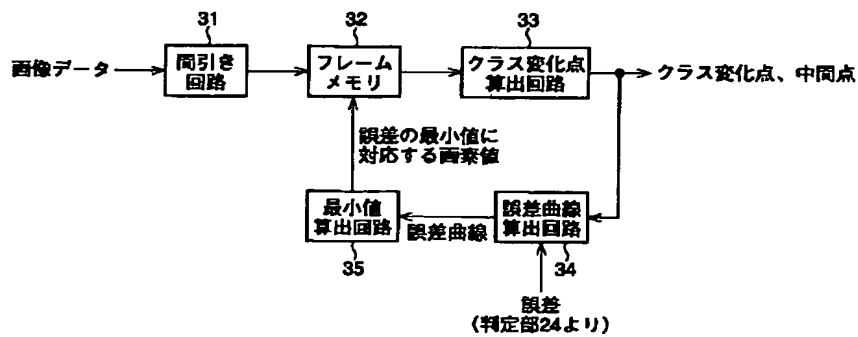 31
32
33
画像データ
間引き
回路
フレーム
メモリ
クラス変化点
算出回路
クラス変化点、中間点
誤差の最小値に
対応する画素値
最小値
算出回路
誤差曲線
誤差曲線
算出回路
35
34
誤差
(判定部24より)